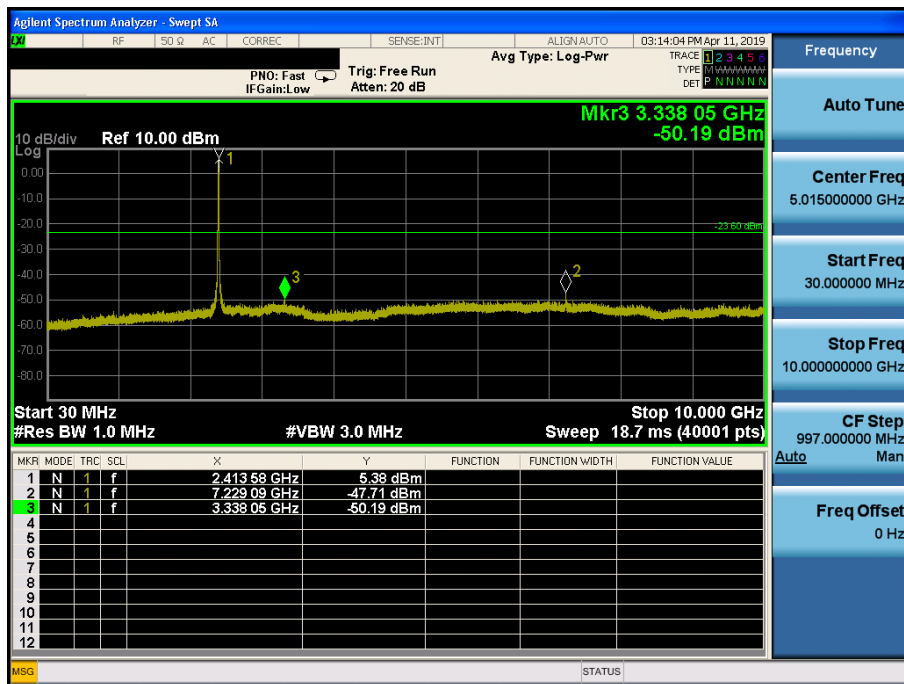 Agilent Spectrum Analyzer - Swept SA
LXI RF 50 Ω AC CORREC SENSE:INT ALIGNAUTO 03:14:04 PM Apr 11, 2019
Avg Type: Log-Pwr
TRACE 1 2 3 4 5 6
TYPE M WWWWW
DET P N N N N N
PNO: Fast
IFGain:Low
Trig: Free Run
Atten: 20 dB
Mkr3 3.338 05 GHz
-50.19 dBm
10 dB/div
Log
Ref 10.00 dBm
0.00
-10.0
-20.0
-30.0
-40.0
-50.0
-60.0
-70.0
-80.0
1
2
3
-23.60 dBm
Start 30 MHz
Stop 10.000 GHz
#Res BW 1.0 MHz
#VBW 3.0 MHz
Sweep 18.7 ms (40001 pts)
MKR MODE TRC SCL X Y FUNCTION FUNCTION WIDTH FUNCTION VALUE
1 N 1 f 2.413 58 GHz 5.38 dBm
2 N 1 f 7.229 09 GHz -47.71 dBm
3 N 1 f 3.338 05 GHz -50.19 dBm
4
5
6
7
8
9
10
11
12
MSG
STATUS
Frequency
Auto Tune
Center Freq
5.015000000 GHz
Start Freq
30.000000 MHz
Stop Freq
10.000000000 GHz
CF Step
997.000000 MHz
Auto Man
Freq Offset
0 Hz